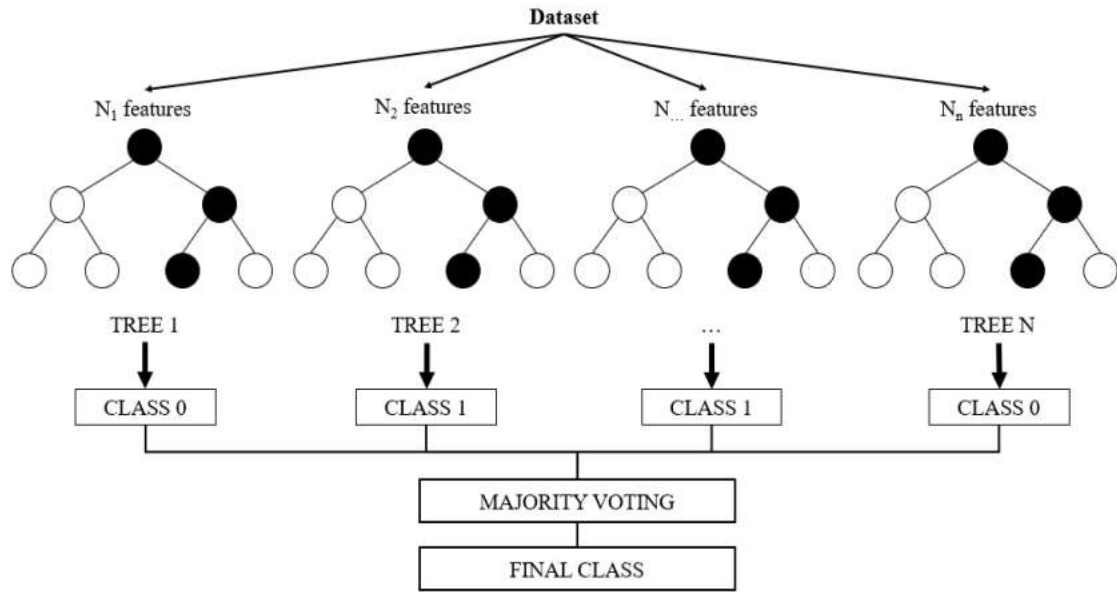 Dataset
N₁ features
N₂ features
N... features
Nₙ features
TREE 1
TREE 2
...
TREE N
CLASS 0
CLASS 1
CLASS 1
CLASS 0
MAJORITY VOTING
FINAL CLASS